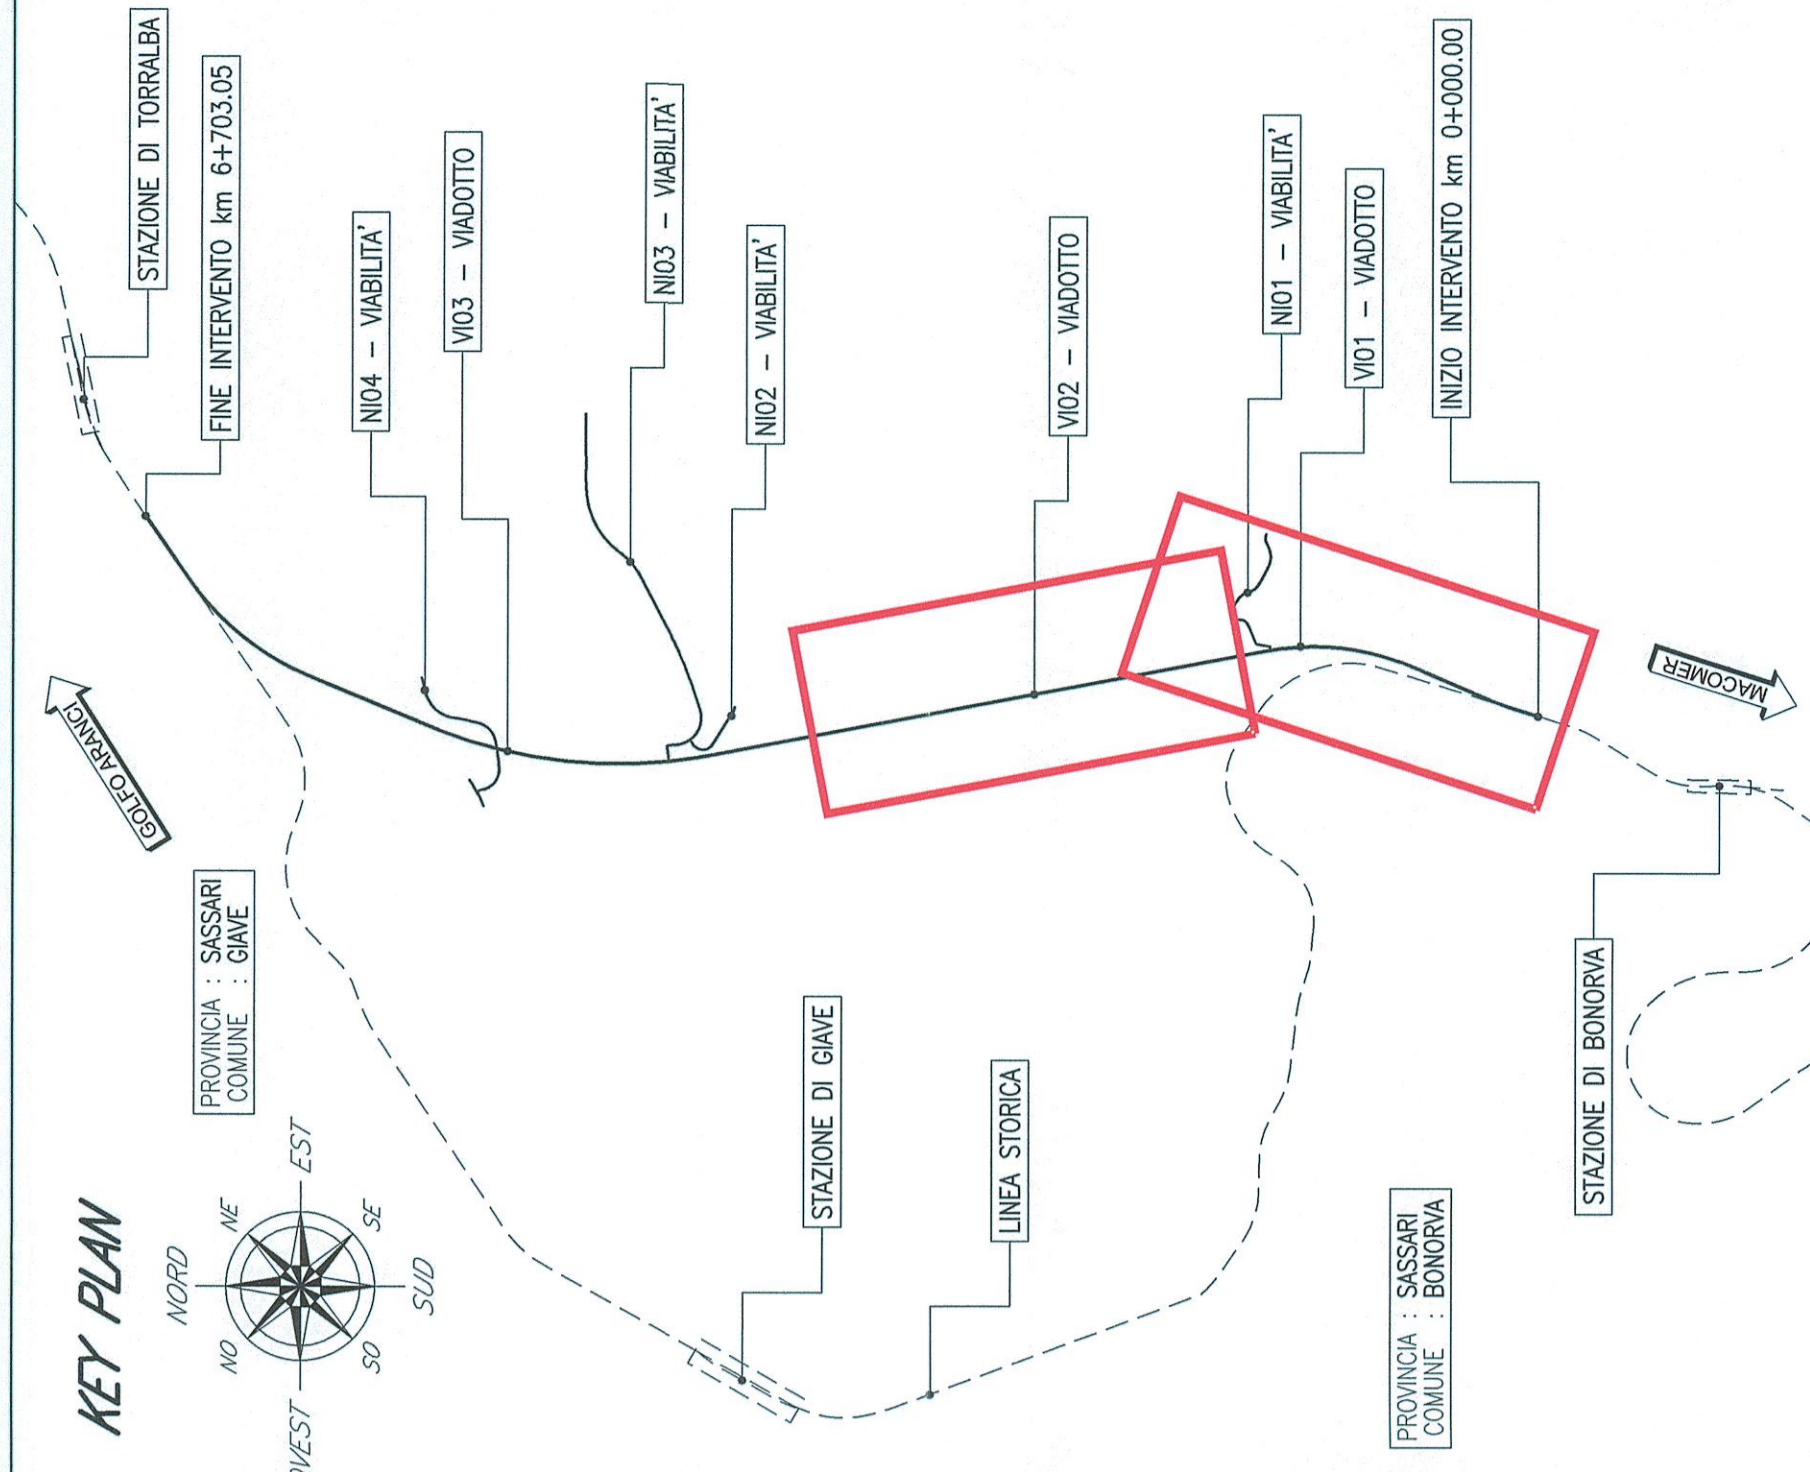 KEY PLAN
NORD
NE
EST
SE
SUD
SO
OVEST
NO
GOLFO ARANCI
PROVINCIA : SASSARI
COMUNE : GIAVE
STAZIONE DI TORRALBA
FINE INTERVENTO km 6+703.05
NI04 – VIABILITA'
VI03 – VIADOTTO
NI03 – VIABILITA'
NI02 – VIABILITA'
VI02 – VIADOTTO
NI01 – VIABILITA'
VI01 – VIADOTTO
INIZIO INTERVENTO km 0+000.00
MACOMER
STAZIONE DI GIAVE
LINEA STORICA
STAZIONE DI BONORVA
PROVINCIA : SASSARI
COMUNE : BONORVA